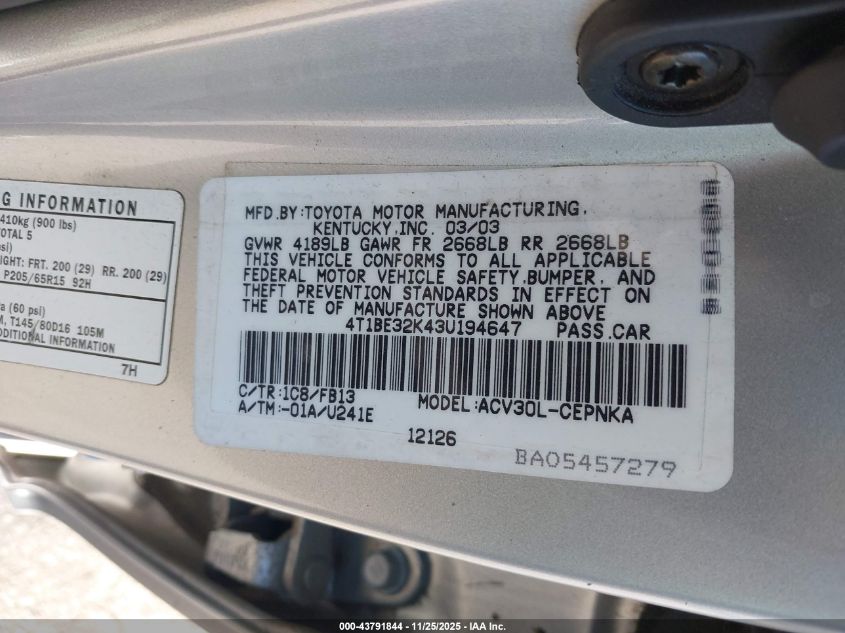 G INFORMATION
410kg (900 lbs)
OTAL 5
si)
IGHT: FRT. 200 (29) RR. 200 (29)
P205/65R15 92H
a (60 psi)
M, T145/80D16 105M
DDITIONAL INFORMATION
7H
MFD.BY:TOYOTA MOTOR MANUFACTURING,
KENTUCKY,INC. 03/03
GVWR 4189LB GAWR FR 2668LB RR 2668LB
THIS VEHICLE CONFORMS TO ALL APPLICABLE
FEDERAL MOTOR VEHICLE SAFETY,BUMPER, AND
THEFT PREVENTION STANDARDS IN EFFECT ON
THE DATE OF MANUFACTURE SHOWN ABOVE
4T1BE32K43U194647 PASS.CAR
C/TR:1C8/FB13
A/TM:-01A/U241E
MODEL:ACV30L-CEPNKA
12126
BA05457279
000-43791844 - 11/25/2025 - IAAI.COM